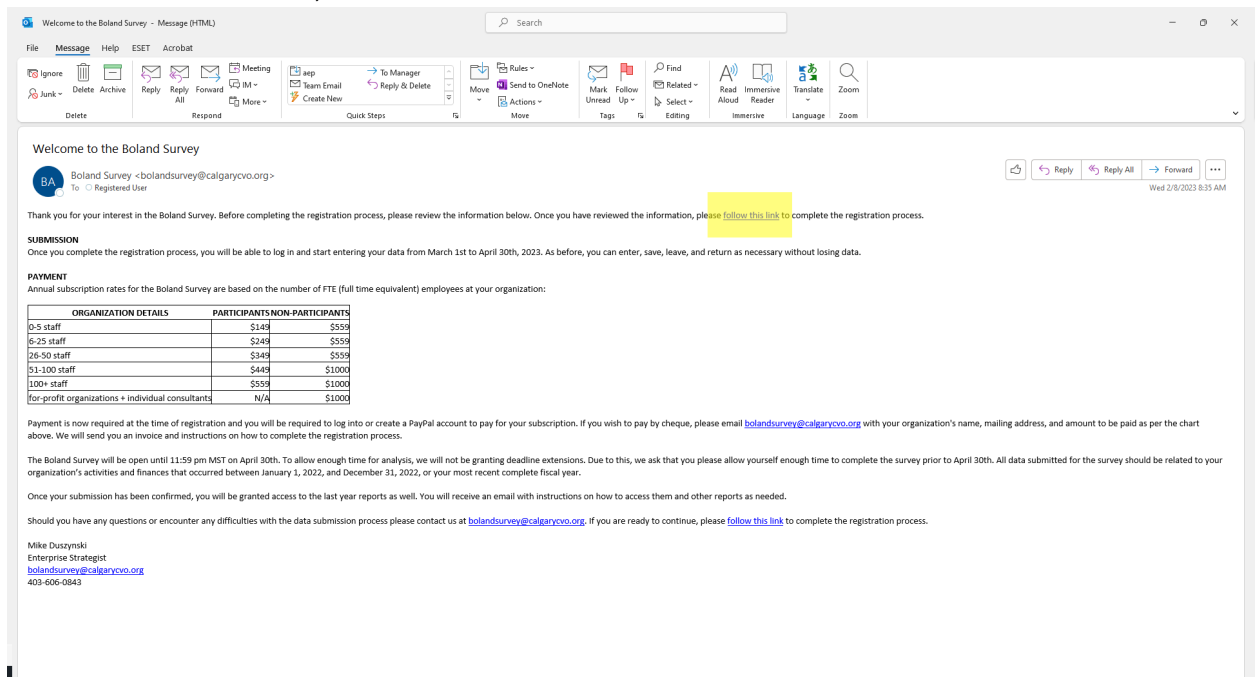 Welcome to the Boland Survey - Message (HTML)
Search
File Message Help ESET Acrobat
Ignore
Junk
Delete Archive
Delete
Reply Reply All Forward
Meeting
IM
More
Respond
aep
Team Email
Create New
To Manager
Reply & Delete
Quick Steps
Move
Rules
Send to OneNote
Actions
Move
Mark Unread
Follow Up
Tags
Find
Related
Select
Editing
Read Aloud
Immersive Reader
Immersive
Translate
Language
Zoom
Zoom
Welcome to the Boland Survey
BA
Boland Survey <bolandsurvey@calgarycvo.org>
To Registered User
Reply Reply All Forward
Wed 2/8/2023 8:35 AM
Thank you for your interest in the Boland Survey. Before completing the registration process, please review the information below. Once you have reviewed the information, please follow this link to complete the registration process.
SUBMISSION
Once you complete the registration process, you will be able to log in and start entering your data from March 1st to April 30th, 2023. As before, you can enter, save, leave, and return as necessary without losing data.
PAYMENT
Annual subscription rates for the Boland Survey are based on the number of FTE (full time equivalent) employees at your organization:
ORGANIZATION DETAILS PARTICIPANTS NON-PARTICIPANTS
0-5 staff $149 $559
6-25 staff $249 $559
26-50 staff $349 $559
51-100 staff $449 $1000
100+ staff $559 $1000
for-profit organizations + individual consultants N/A $1000
Payment is now required at the time of registration and you will be required to log into or create a PayPal account to pay for your subscription. If you wish to pay by cheque, please email bolandsurvey@calgarycvo.org with your organization's name, mailing address, and amount to be paid as per the chart
above. We will send you an invoice and instructions on how to complete the registration process.
The Boland Survey will be open until 11:59 pm MST on April 30th. To allow enough time for analysis, we will not be granting deadline extensions. Due to this, we ask that you please allow yourself enough time to complete the survey prior to April 30th. All data submitted for the survey should be related to your
organization's activities and finances that occurred between January 1, 2022, and December 31, 2022, or your most recent complete fiscal year.
Once your submission has been confirmed, you will be granted access to the last year reports as well. You will receive an email with instructions on how to access them and other reports as needed.
Should you have any questions or encounter any difficulties with the data submission process please contact us at bolandsurvey@calgarycvo.org. If you are ready to continue, please follow this link to complete the registration process.
Mike Duszynski
Enterprise Strategist
bolandsurvey@calgarycvo.org
403-606-0843